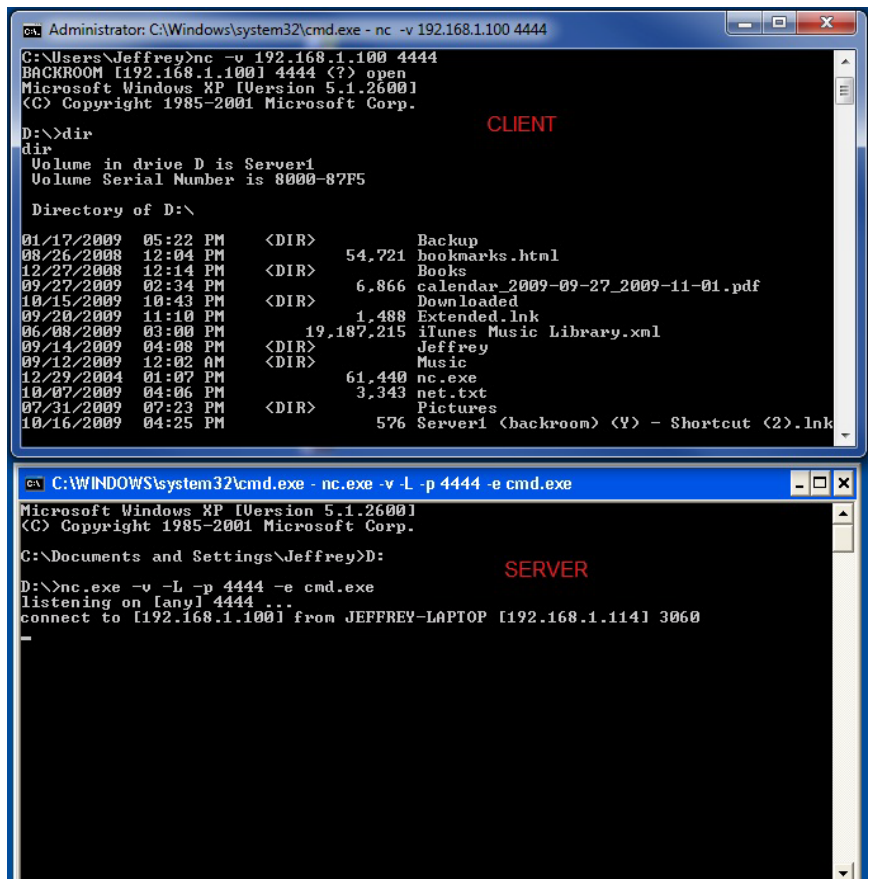 Administrator: C:\Windows\system32\cmd.exe - nc -v 192.168.1.100 4444
C:\Users\Jeffrey>nc -v 192.168.1.100 4444
BACKROOM [192.168.1.100] 4444 (?) open
Microsoft Windows XP [Version 5.1.2600]
(C) Copyright 1985-2001 Microsoft Corp.
CLIENT
D:\>dir
dir
Volume in drive D is Server1
Volume Serial Number is 8000-87F5
Directory of D:\
01/17/2009 05:22 PM <DIR> Backup
08/26/2008 12:04 PM 54,721 bookmarks.html
12/27/2008 12:14 PM <DIR> Books
09/27/2009 02:34 PM 6,866 calendar_2009-09-27_2009-11-01.pdf
10/15/2009 10:43 PM <DIR> Downloaded
09/20/2009 11:10 PM 1,488 Extended.lnk
06/08/2009 03:00 PM 19,187,215 iTunes Music Library.xml
09/14/2009 04:08 PM <DIR> Jeffrey
09/12/2009 12:02 AM <DIR> Music
12/29/2004 01:07 PM 61,440 nc.exe
10/07/2009 04:06 PM 3,343 net.txt
07/31/2009 07:23 PM <DIR> Pictures
10/16/2009 04:25 PM 576 Server1 (backroom) (Y) - Shortcut (2).lnk
C:\WINDOWS\system32\cmd.exe - nc.exe -v -L -p 4444 -e cmd.exe
Microsoft Windows XP [Version 5.1.2600]
(C) Copyright 1985-2001 Microsoft Corp.
C:\Documents and Settings\Jeffrey>D:
SERVER
D:\>nc.exe -v -L -p 4444 -e cmd.exe
listening on [any] 4444 ...
connect to [192.168.1.100] from JEFFREY-LAPTOP [192.168.1.114] 3060